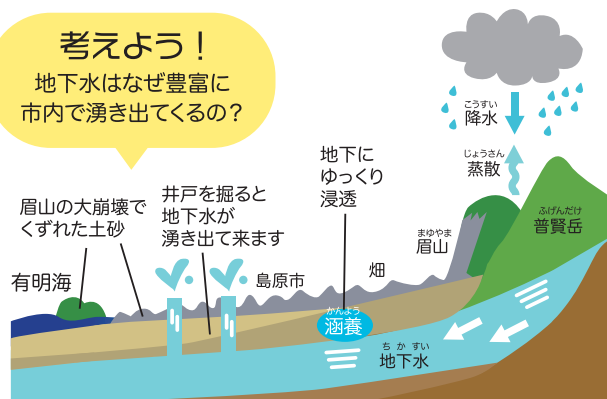 考えよう！
地下水はなぜ豊富に
市内で湧き出てくるの？
こうすい
降水
じょうさん
蒸散
地下に
ゆっくり
浸透
井戸を掘ると
地下水が
湧き出て来ます
眉山の大崩壊で
くずれた土砂
ふげんだけ
普賢岳
まゆやま
眉山
有明海
島原市
畑
かんよう
涵養
ちかすい
地下水